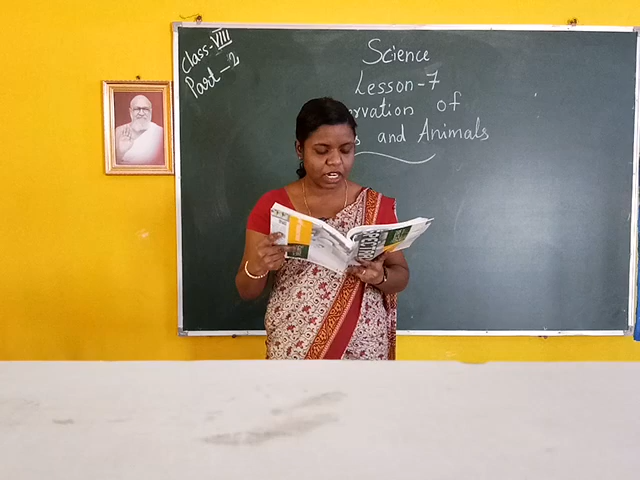 Class-VIII
Part-2
Science
Lesson-7
rvation of
s and Animals